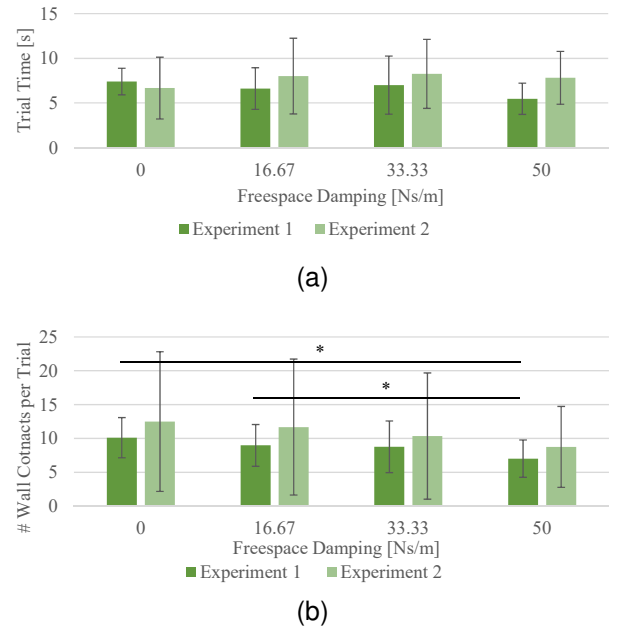 15
10
5
0
Trial Time [s]
0 16.67 33.33 50
Freespace Damping [Ns/m]
Experiment 1 Experiment 2
(a)
25
20
15
10
5
0
# Wall Cotnacts per Trial
*
*
0 16.67 33.33 50
Freespace Damping [Ns/m]
Experiment 1 Experiment 2
(b)